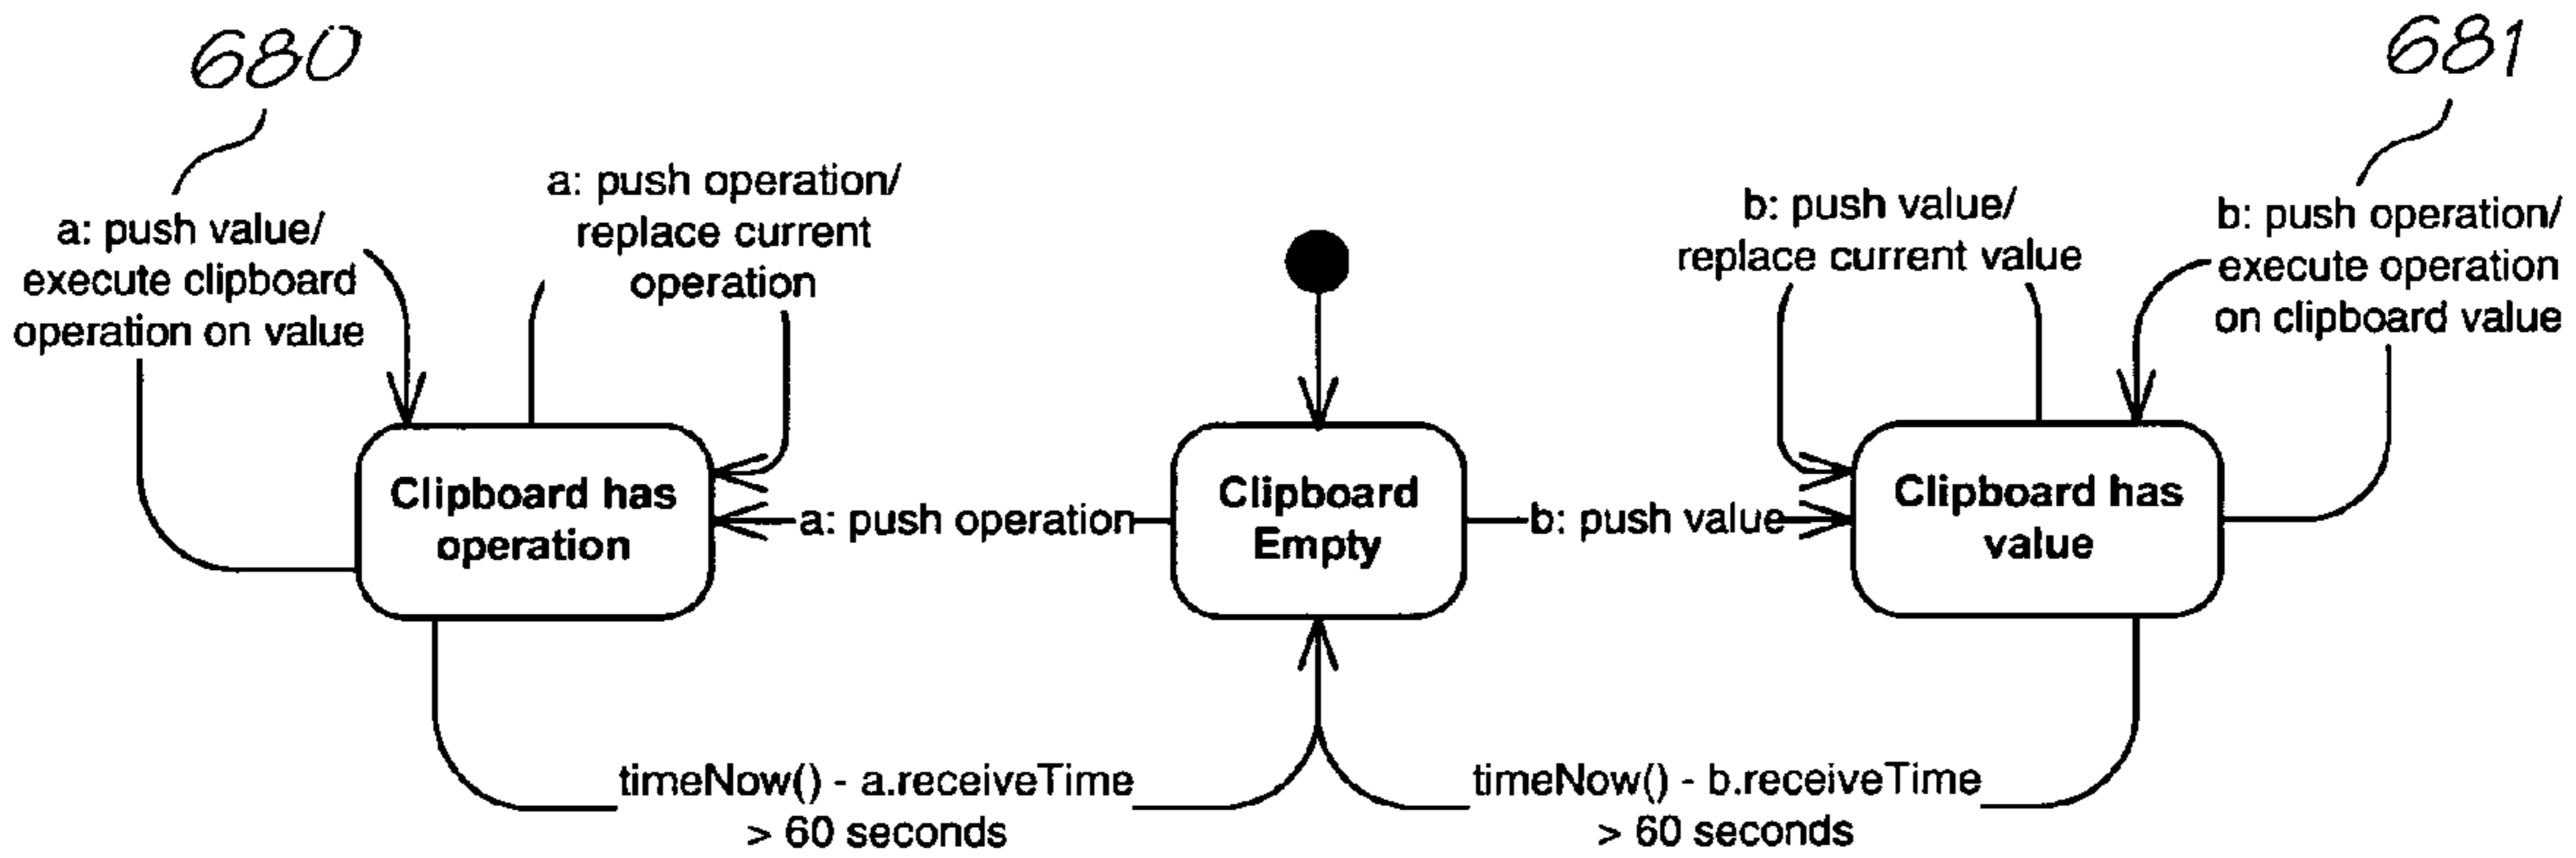 680
681
a: push value/
execute clipboard
operation on value
a: push operation/
replace current
operation
b: push value/
replace current value
b: push operation/
execute operation
on clipboard value
Clipboard has
operation
a: push operation
Clipboard
Empty
b: push value
Clipboard has
value
timeNow() - a.receiveTime
> 60 seconds
timeNow() - b.receiveTime
> 60 seconds